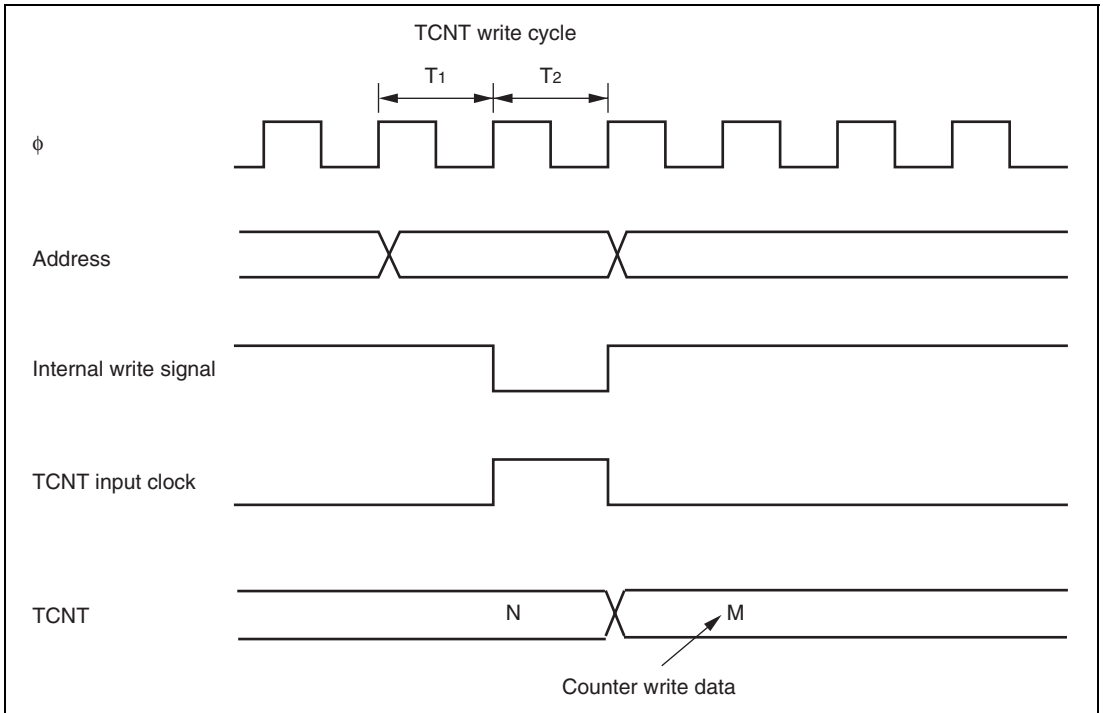 TCNT write cycle
T1 T2
φ
Address
Internal write signal
TCNT input clock
TCNT N M
Counter write data